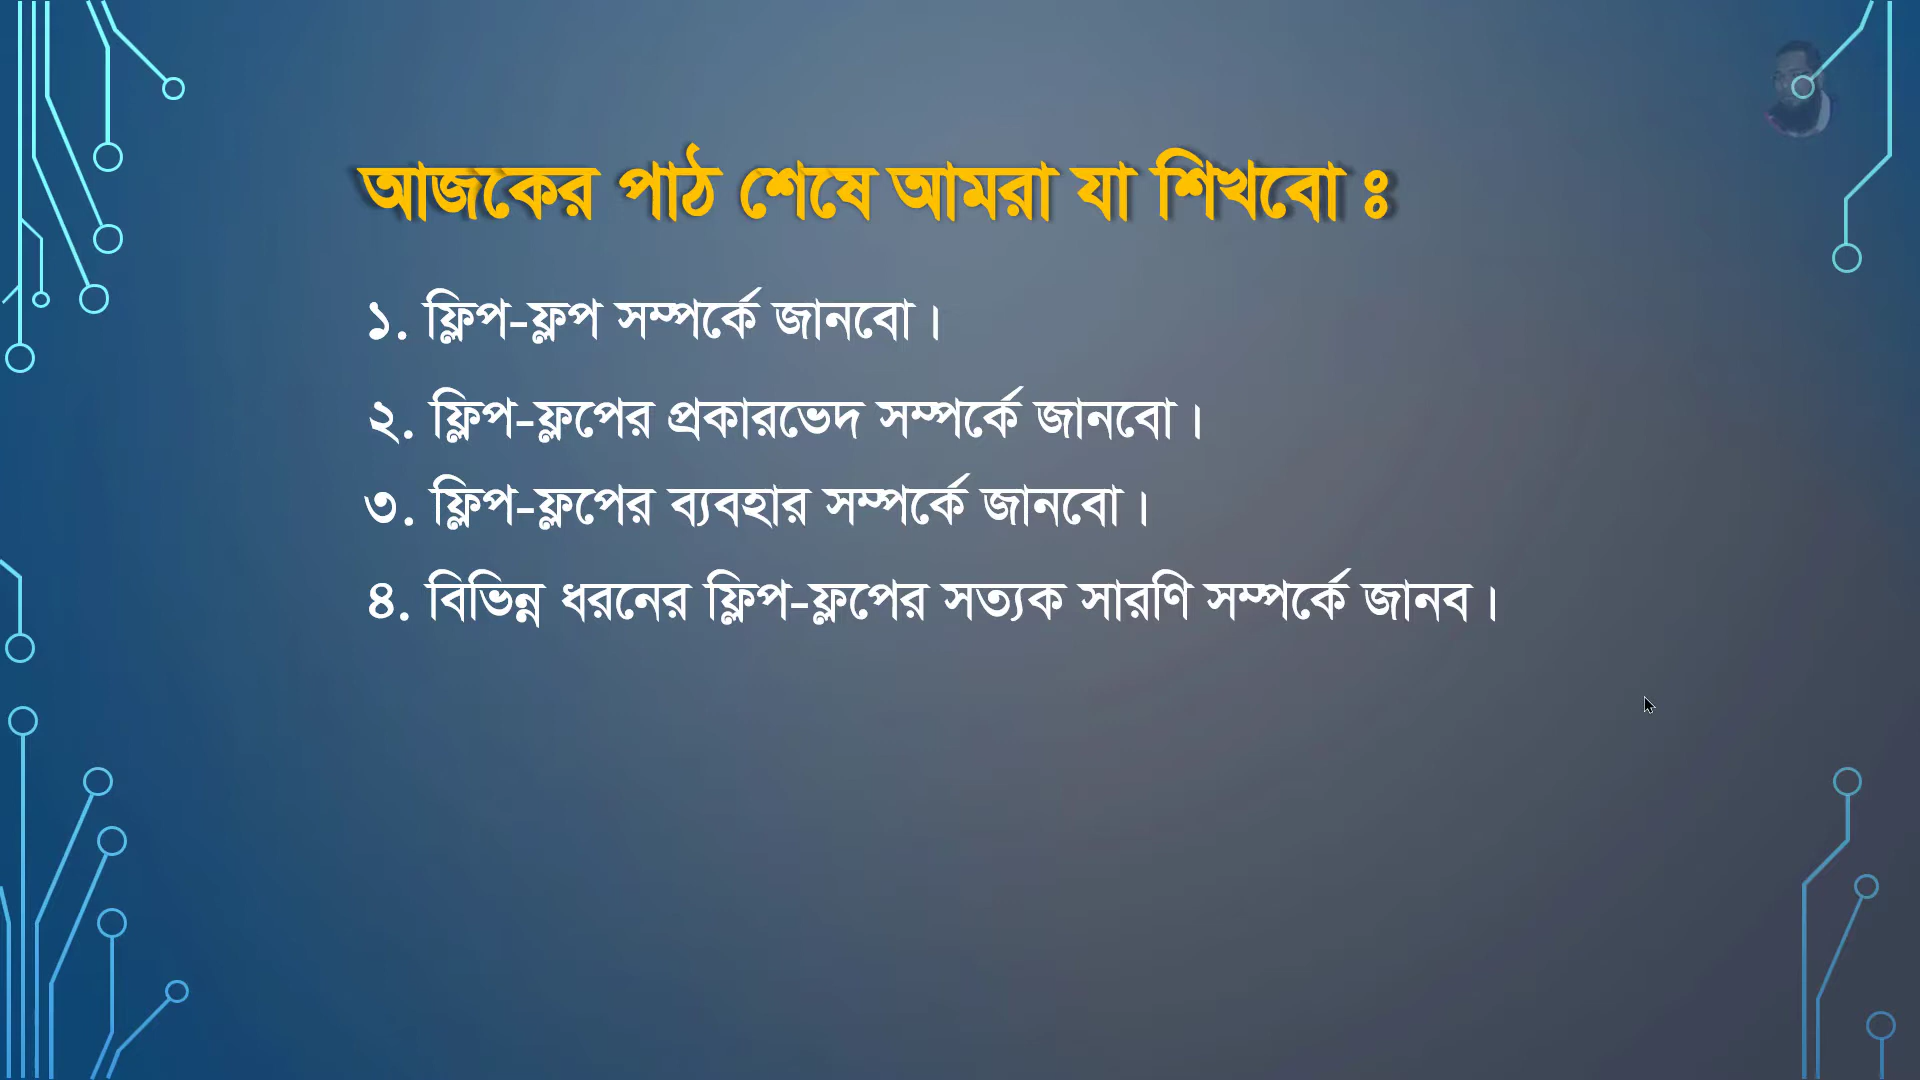 আজকের পাঠ শেষে আমরা যা শিখবো ঃ
১. ফ্লিপ-ফ্লপ সম্পর্কে জানবো।
২. ফ্লিপ-ফ্লপের প্রকারভেদ সম্পর্কে জানবো।
৩. ফ্লিপ-ফ্লপের ব্যবহার সম্পর্কে জানবো।
৪. বিভিন্ন ধরনের ফ্লিপ-ফ্লপের সত্যক সারণি সম্পর্কে জানব।